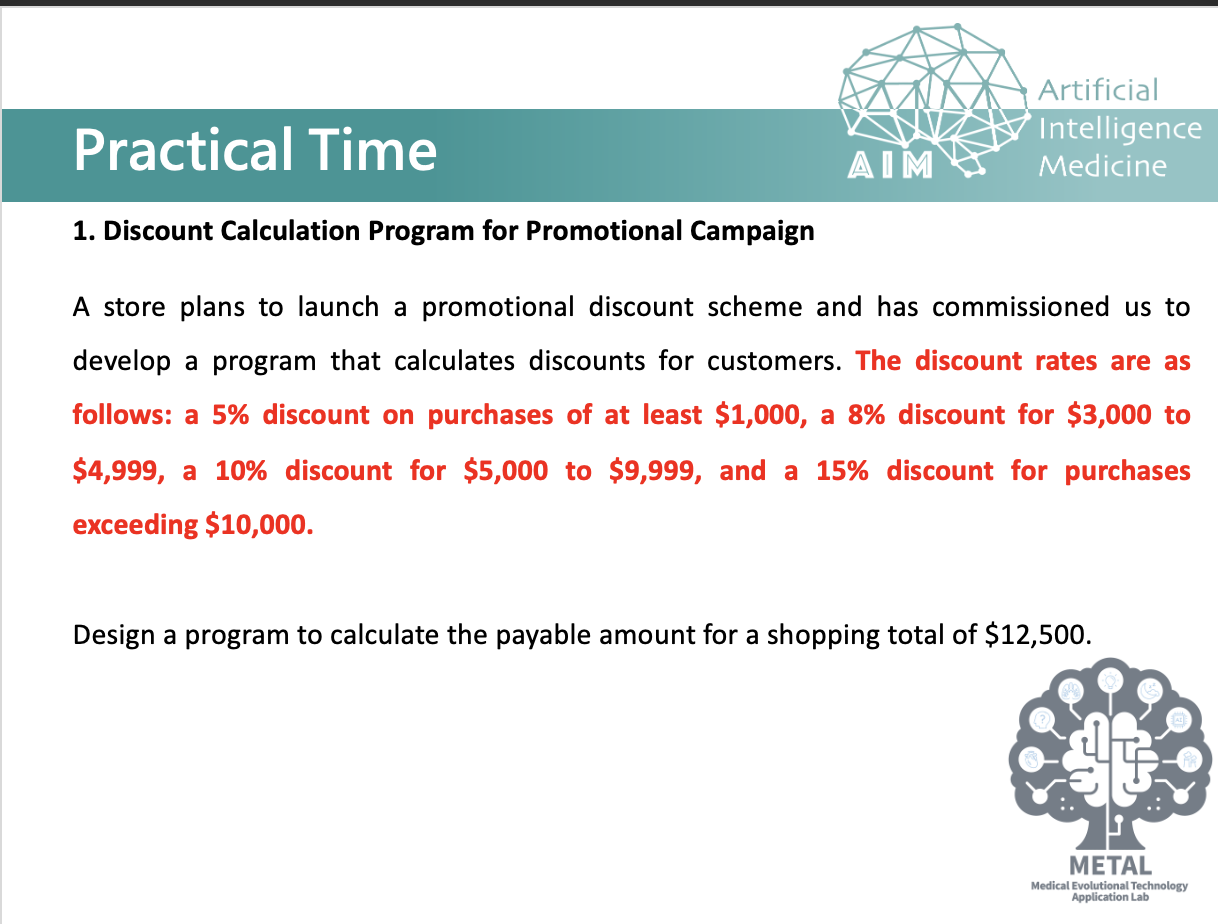 Artificial
Intelligence
Medicine
AIM
Practical Time
1. Discount Calculation Program for Promotional Campaign
A store plans to launch a promotional discount scheme and has commissioned us to
develop a program that calculates discounts for customers. The discount rates are as
follows: a 5% discount on purchases of at least $1,000, a 8% discount for $3,000 to
$4,999, a 10% discount for $5,000 to $9,999, and a 15% discount for purchases
exceeding $10,000.
Design a program to calculate the payable amount for a shopping total of $12,500.
METAL
Medical Evolutional Technology
Application Lab